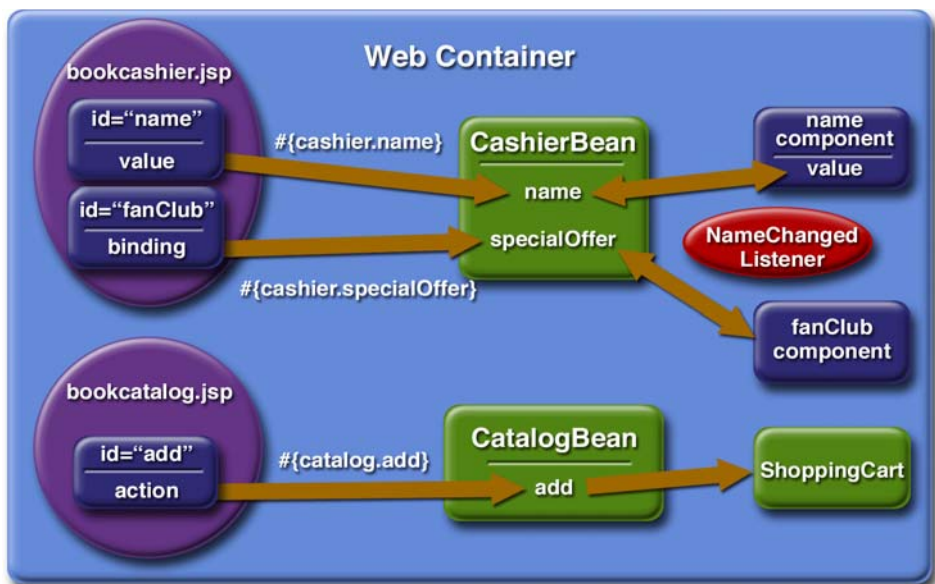 Web Container
bookcashier.jsp
id="name"
value
id="fanClub"
binding
#{cashier.name}
#{cashier.specialOffer}
CashierBean
name
specialOffer
name
component
value
NameChanged
Listener
fanClub
component
bookcatalog.jsp
id="add"
action
#{catalog.add}
CatalogBean
add
ShoppingCart